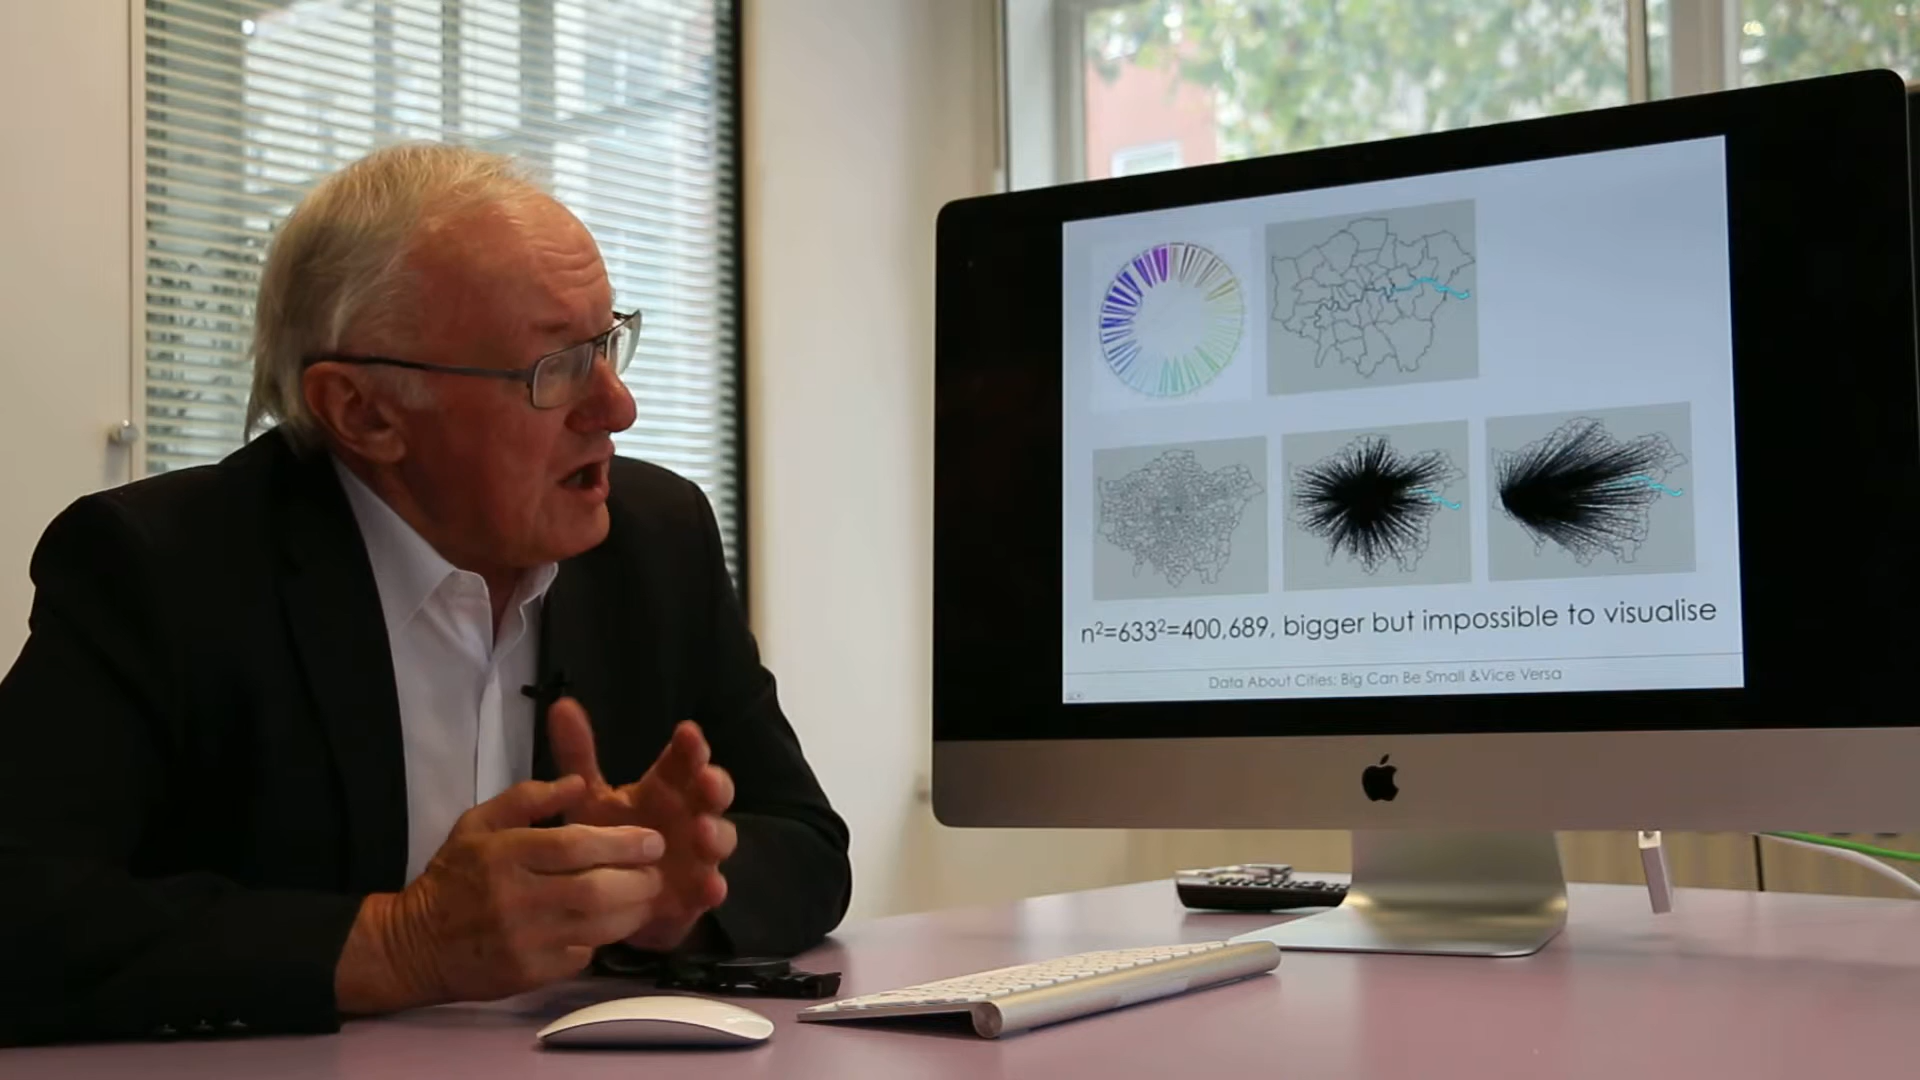 n²=633²=400,689, bigger but impossible to visualise
Data About Cities: Big Can Be Small &Vice Versa